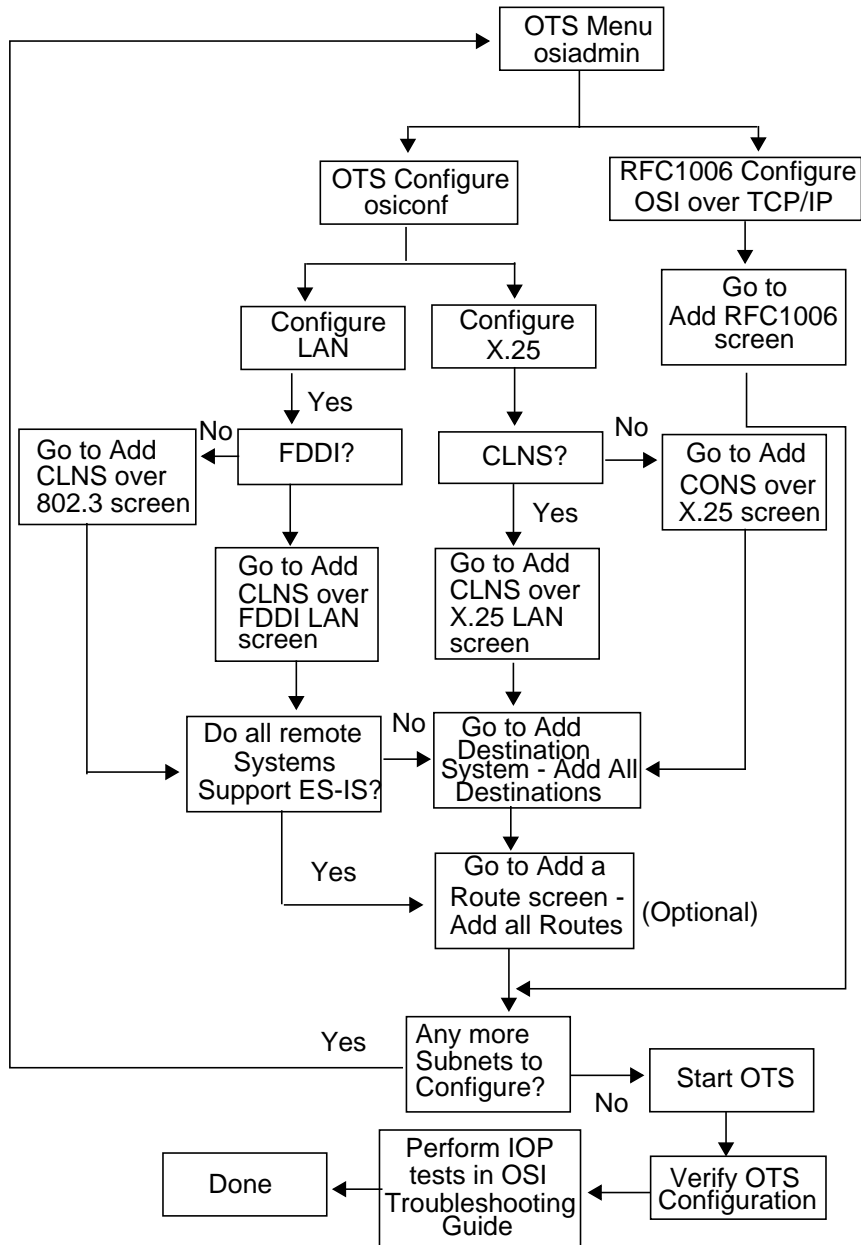 OTS Menu
osiadmin
OTS Configure
osiconf
RFC1006 Configure
OSI over TCP/IP
Go to
Add RFC1006
screen
Configure
LAN
Configure
X.25
Yes
No
Go to Add
CLNS over
802.3 screen
FDDI?
CLNS?
No
Go to Add
CONS over
X.25 screen
Yes
Go to Add
CLNS over
FDDI LAN
screen
Go to Add
CLNS over
X.25 LAN
screen
Do all remote
Systems
Support ES-IS?
No
Go to Add
Destination
System - Add All
Destinations
Yes
Go to Add a
Route screen -
Add all Routes
(Optional)
Yes
Any more
Subnets to
Configure?
No
Start OTS
Verify OTS
Configuration
Perform IOP
tests in OSI
Troubleshooting
Guide
Done